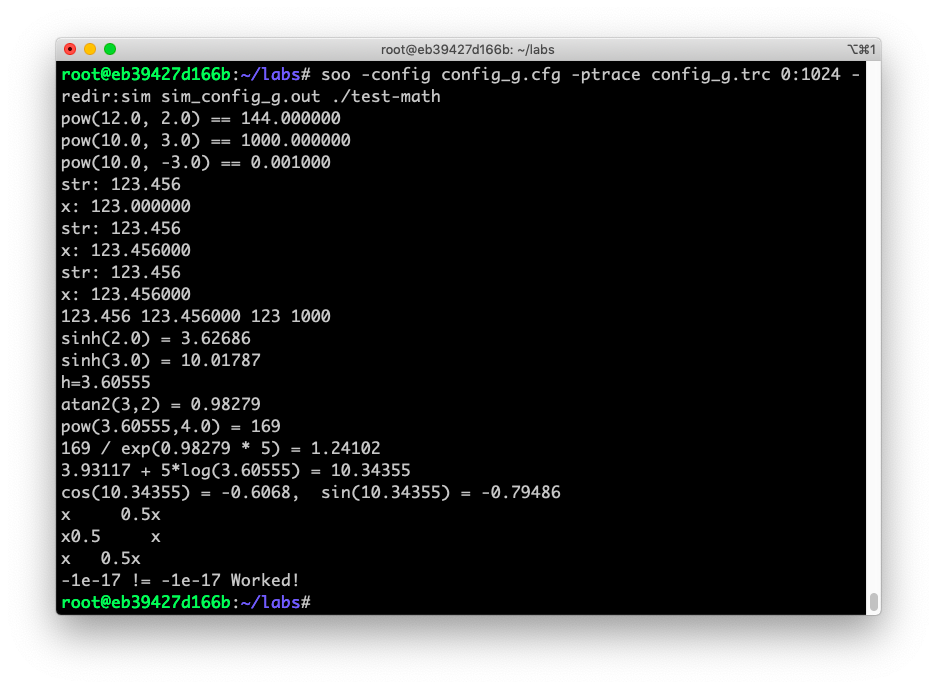 root@eb39427d166b: ~/labs
⌥⌘1
root@eb39427d166b:~/labs# soo -config config_g.cfg -ptrace config_g.trc 0:1024 -
redir:sim sim_config_g.out ./test-math
pow(12.0, 2.0) == 144.000000
pow(10.0, 3.0) == 1000.000000
pow(10.0, -3.0) == 0.001000
str: 123.456
x: 123.000000
str: 123.456
x: 123.456000
str: 123.456
x: 123.456000
123.456 123.456000 123 1000
sinh(2.0) = 3.62686
sinh(3.0) = 10.01787
h=3.60555
atan2(3,2) = 0.98279
pow(3.60555,4.0) = 169
169 / exp(0.98279 * 5) = 1.24102
3.93117 + 5*log(3.60555) = 10.34355
cos(10.34355) = -0.6068,  sin(10.34355) = -0.79486
x     0.5x
x0.5     x
x   0.5x
-1e-17 != -1e-17 Worked!
root@eb39427d166b:~/labs#